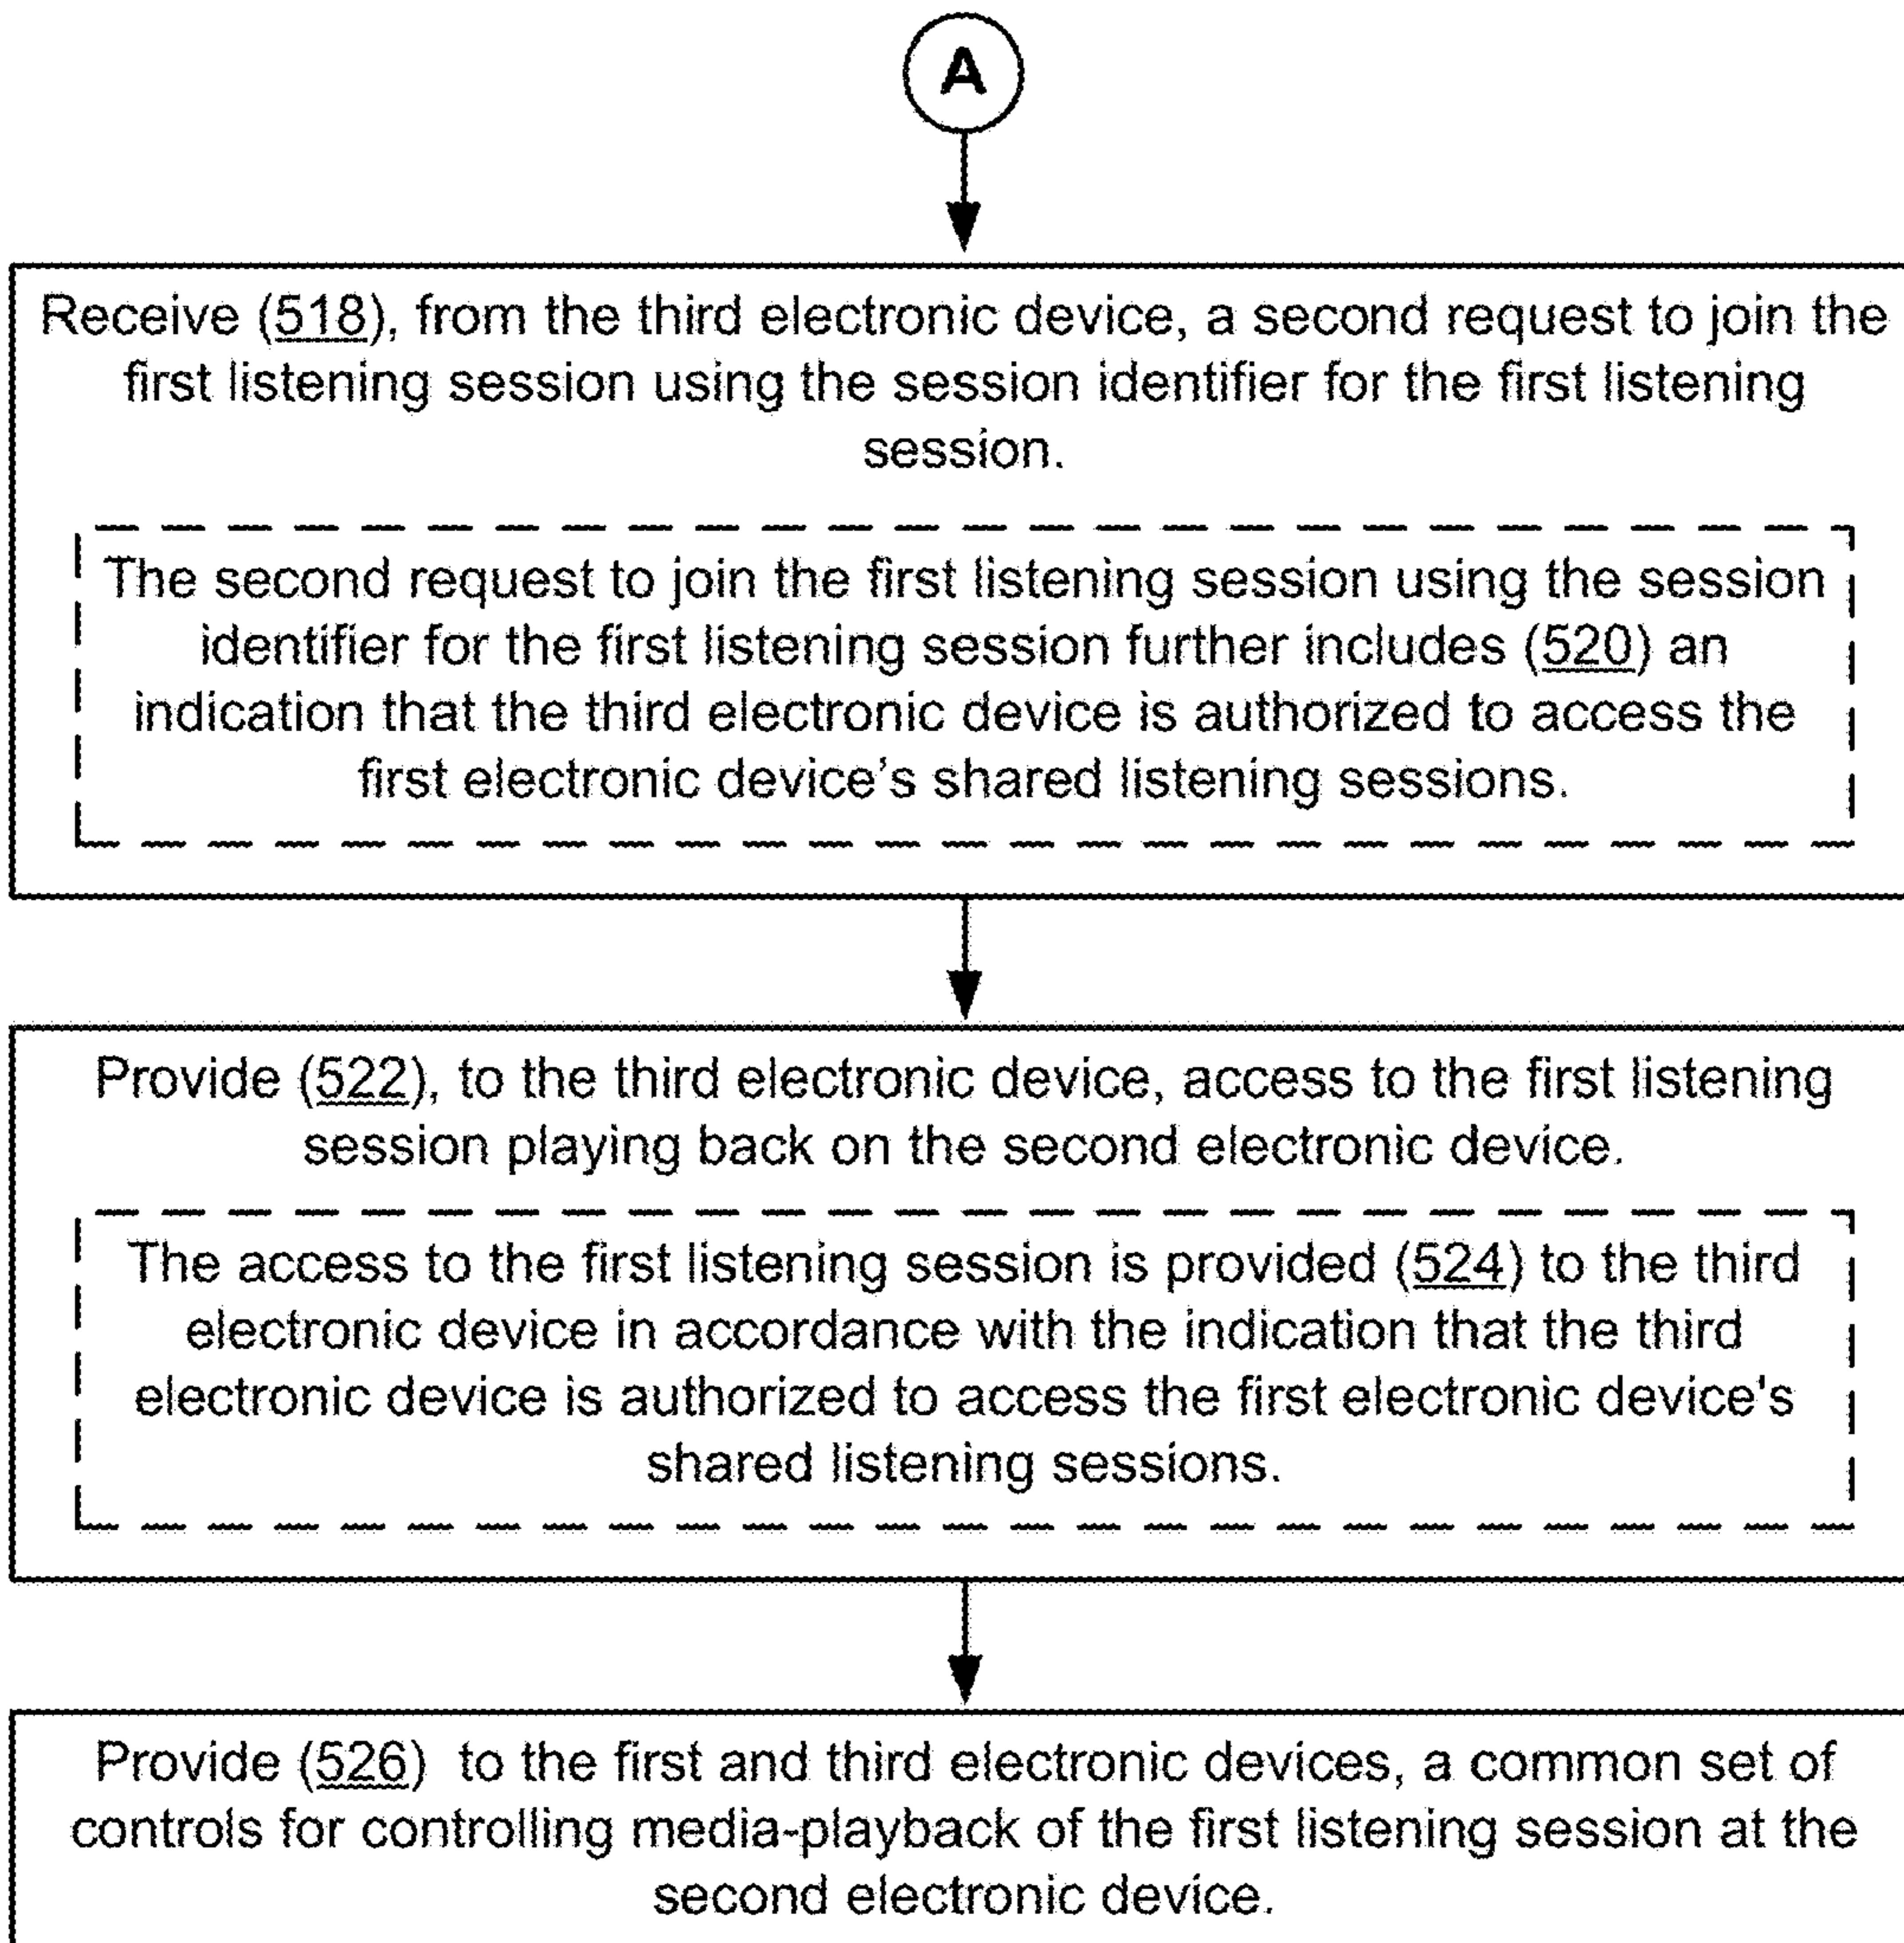 A
Receive (518), from the third electronic device, a second request to join the
first listening session using the session identifier for the first listening
session.
The second request to join the first listening session using the session
identifier for the first listening session further includes (520) an
indication that the third electronic device is authorized to access the
first electronic device’s shared listening sessions.
Provide (522), to the third electronic device, access to the first listening
session playing back on the second electronic device.
The access to the first listening session is provided (524) to the third
electronic device in accordance with the indication that the third
electronic device is authorized to access the first electronic device's
shared listening sessions.
Provide (526) to the first and third electronic devices, a common set of
controls for controlling media-playback of the first listening session at the
second electronic device.